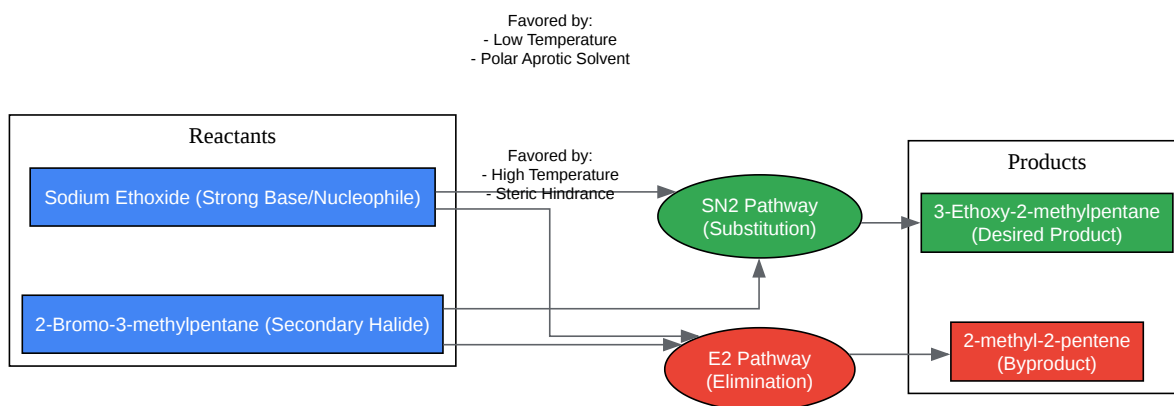 Favored by:
- Low Temperature
- Polar Aprotic Solvent
Reactants
Sodium Ethoxide (Strong Base/Nucleophile)
2-Bromo-3-methylpentane (Secondary Halide)
Favored by:
- High Temperature
- Steric Hindrance
SN2 Pathway
(Substitution)
E2 Pathway
(Elimination)
Products
3-Ethoxy-2-methylpentane
(Desired Product)
2-methyl-2-pentene
(Byproduct)